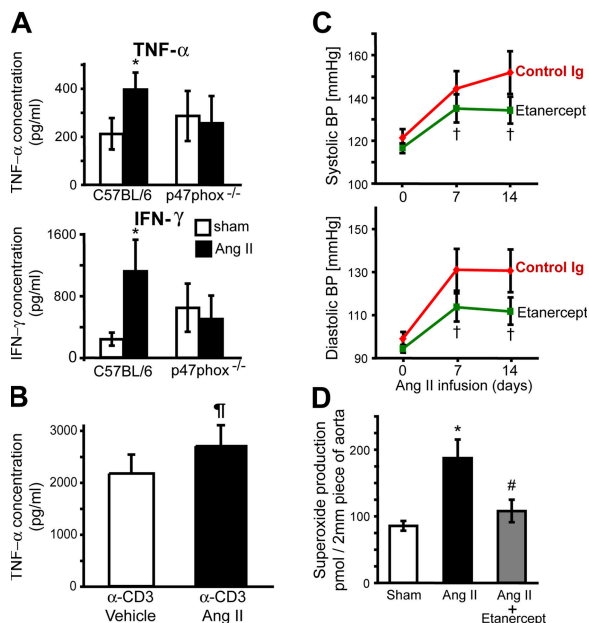 A
TNF-α
TNF-α concentration
(pg/ml)
400
200
0
*
C57BL/6 p47phox-/-
IFN-γ
IFN-γ concentration
(pg/ml)
1600
800
0
*
sham
Ang II
C57BL/6 p47phox-/-
B
TNF-α concentration
(pg/ml)
3000
2000
1000
0
¶
α-CD3 α-CD3
Vehicle Ang II
C
Systolic BP [mmHg]
160
140
120
100
Control Ig
Etanercept
† †
0 7 14
Diastolic BP [mmHg]
150
130
110
90
Control Ig
Etanercept
† †
0 7 14
Ang II infusion (days)
D
Superoxide production
pmol / 2mm piece of aorta
300
200
100
0
*
#
Sham Ang II Ang II
+
Etanercept